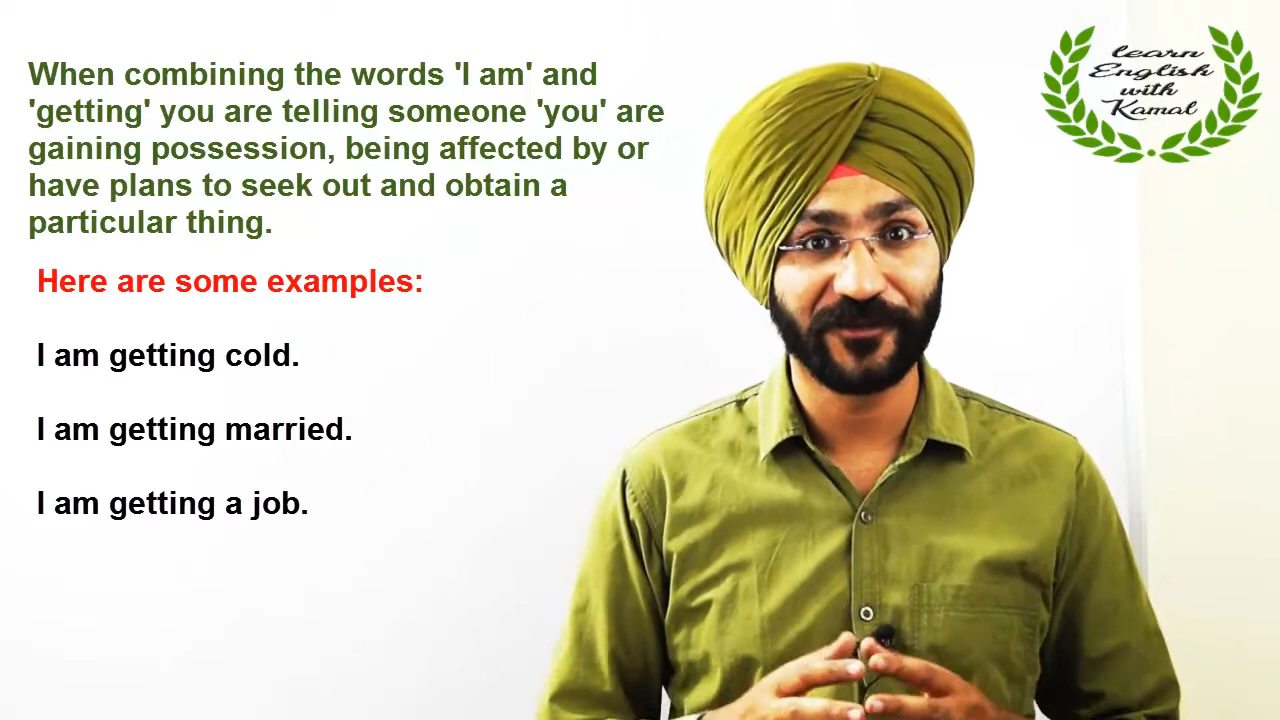 When combining the words 'I am' and
'getting' you are telling someone 'you' are
gaining possession, being affected by or
have plans to seek out and obtain a
particular thing.
Here are some examples:
I am getting cold.
I am getting married.
I am getting a job.
learn
English
with
Kamal